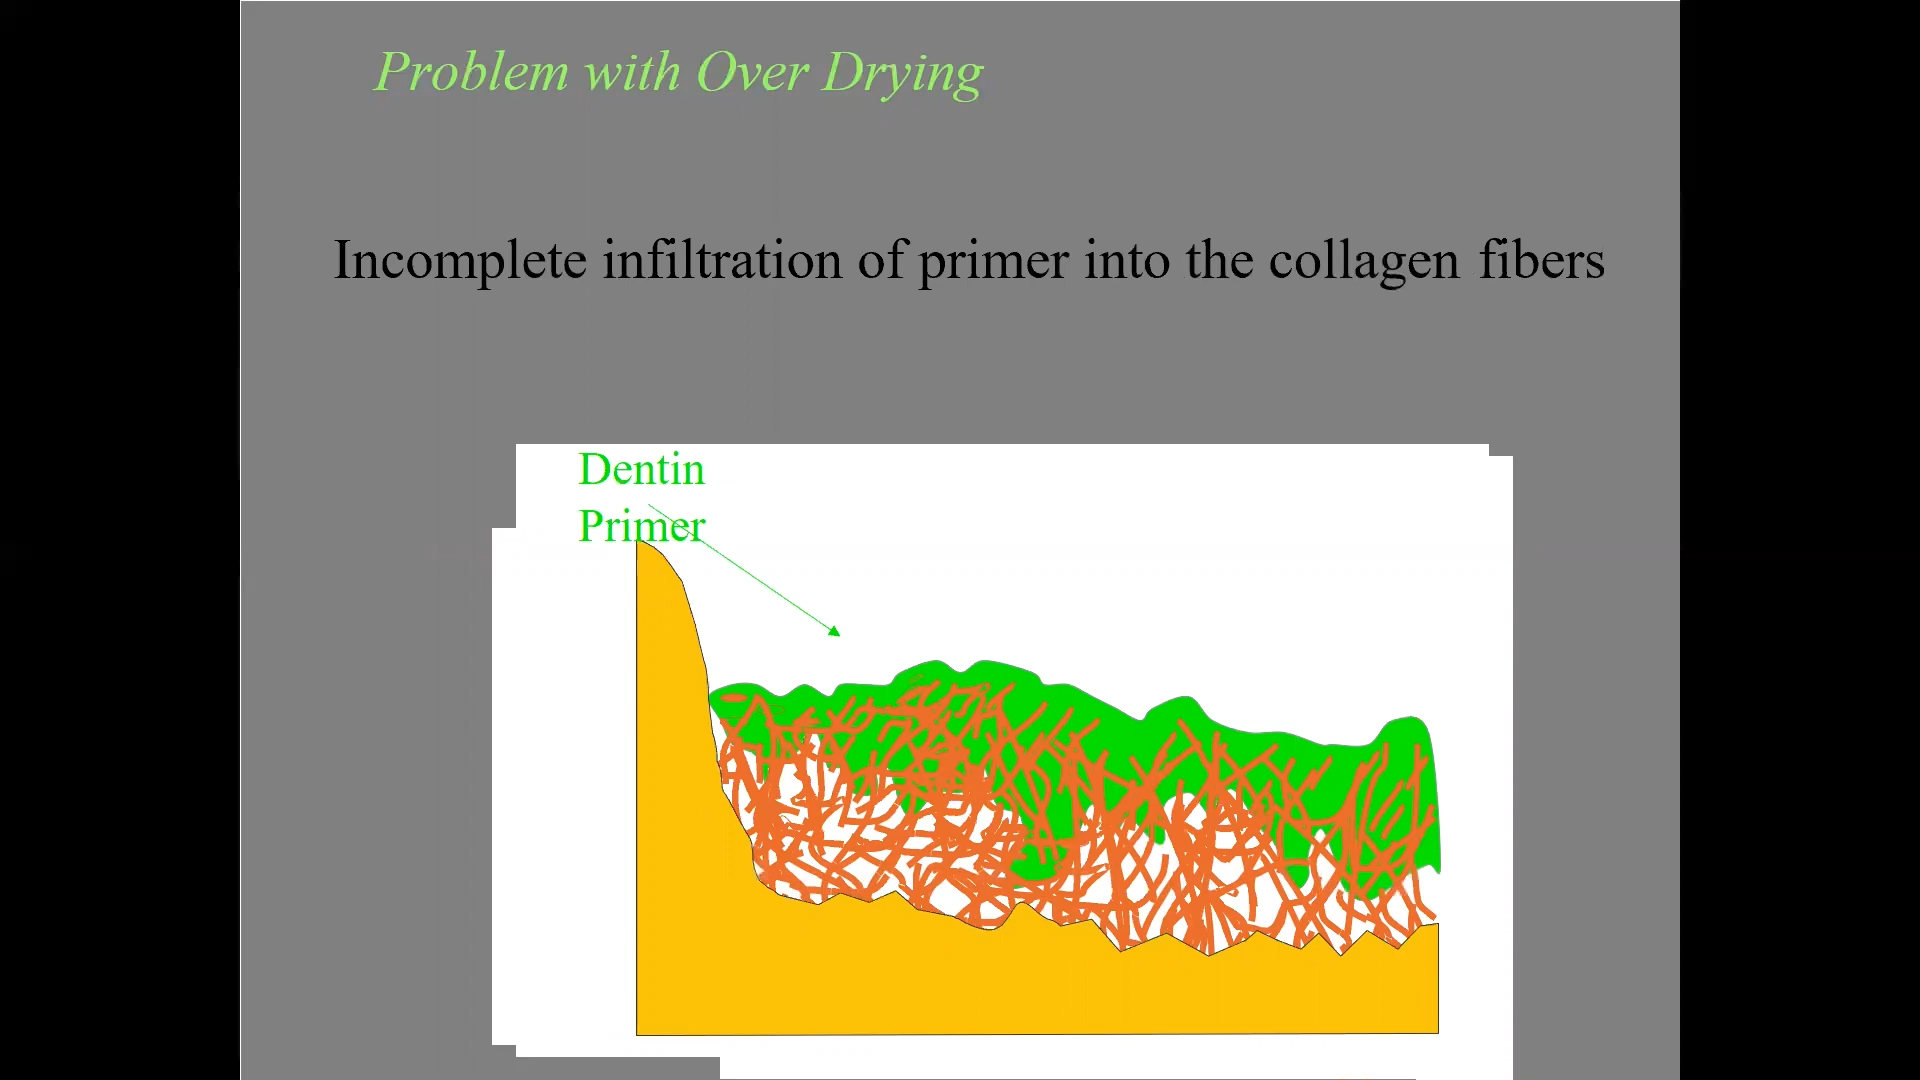 Problem with Over Drying
Incomplete infiltration of primer into the collagen fibers
Dentin
Primer